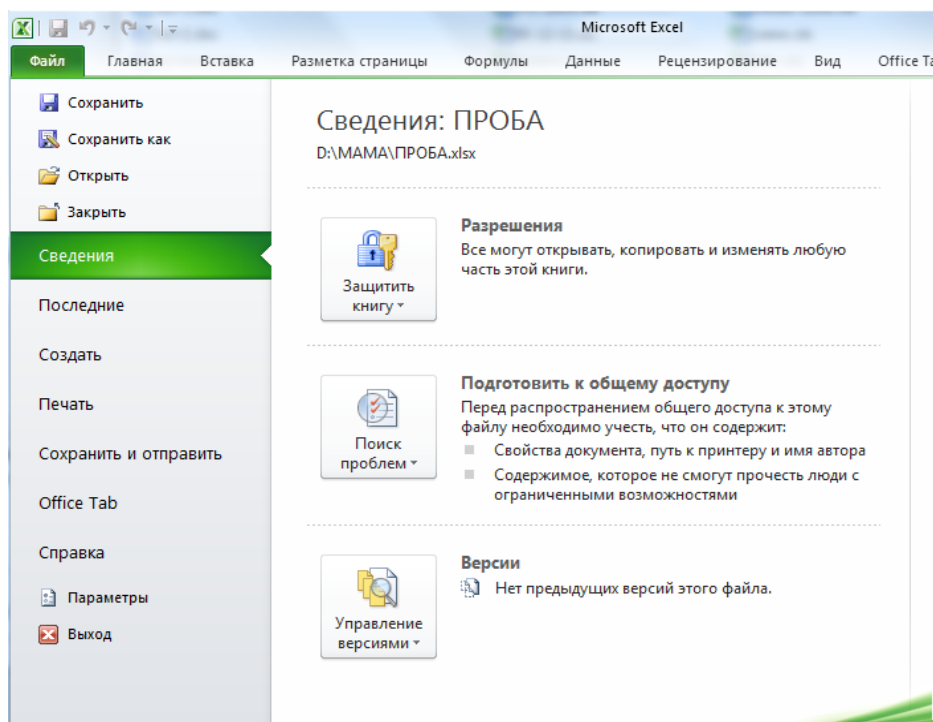 Microsoft Excel
Файл Главная Вставка Разметка страницы Формулы Данные Рецензирование Вид Office Ta
Сохранить
Сохранить как
Открыть
Закрыть
Сведения
Последние
Создать
Печать
Сохранить и отправить
Office Tab
Справка
Параметры
Выход
Сведения: ПРОБА
D:\МАМА\ПРОБА.xlsx
Защитить
книгу
Разрешения
Все могут открывать, копировать и изменять любую
часть этой книги.
Поиск
проблем
Подготовить к общему доступу
Перед распространением общего доступа к этому
файлу необходимо учесть, что он содержит:
Свойства документа, путь к принтеру и имя автора
Содержимое, которое не смогут прочесть люди с
ограниченными возможностями
Управление
версиями
Версии
Нет предыдущих версий этого файла.